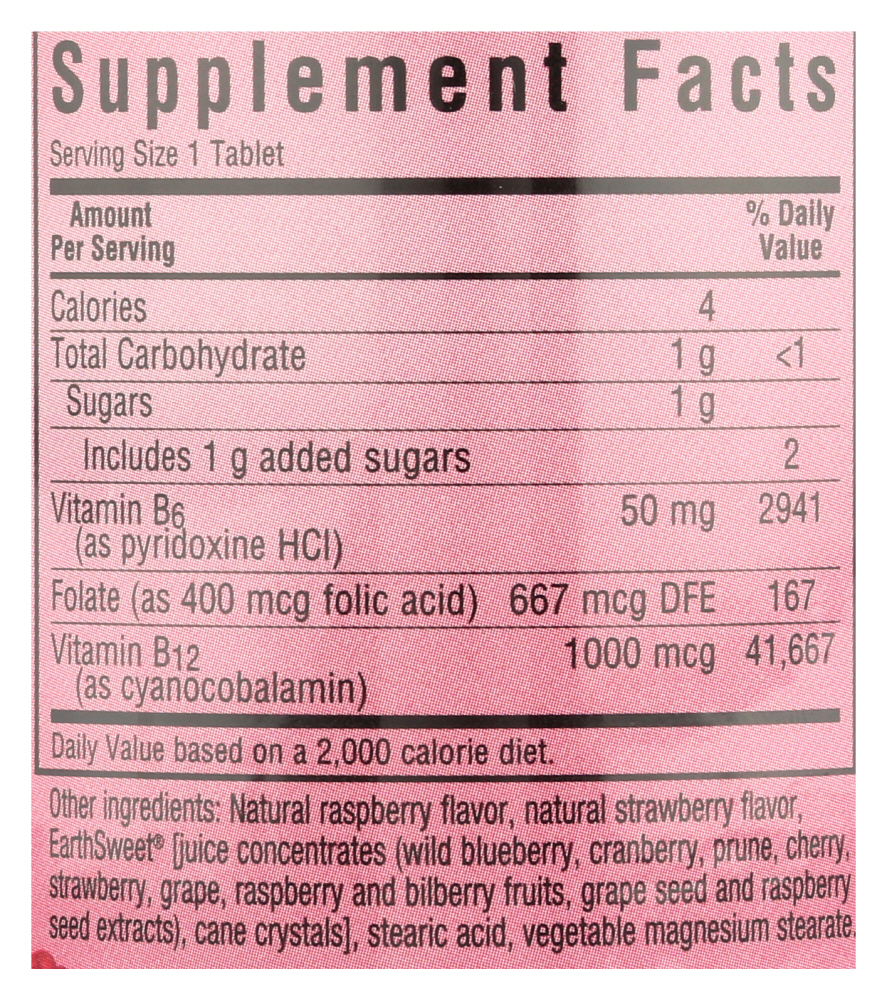 Supplement Facts
Serving Size 1 Tablet
Amount
Per Serving
% Daily
Value
Calories 4
Total Carbohydrate 1 g <1
Sugars 1 g
Includes 1 g added sugars 2
Vitamin B6 50 mg 2941
(as pyridoxine HCl)
Folate (as 400 mcg folic acid) 667 mcg DFE 167
Vitamin B12 1000 mcg 41,667
(as cyanocobalamin)
Daily Value based on a 2,000 calorie diet.
Other ingredients: Natural raspberry flavor, natural strawberry flavor,
EarthSweet® [juice concentrates (wild blueberry, cranberry, prune, cherry,
strawberry, grape, raspberry and bilberry fruits, grape seed and raspberry
seed extracts), cane crystals], stearic acid, vegetable magnesium stearate.